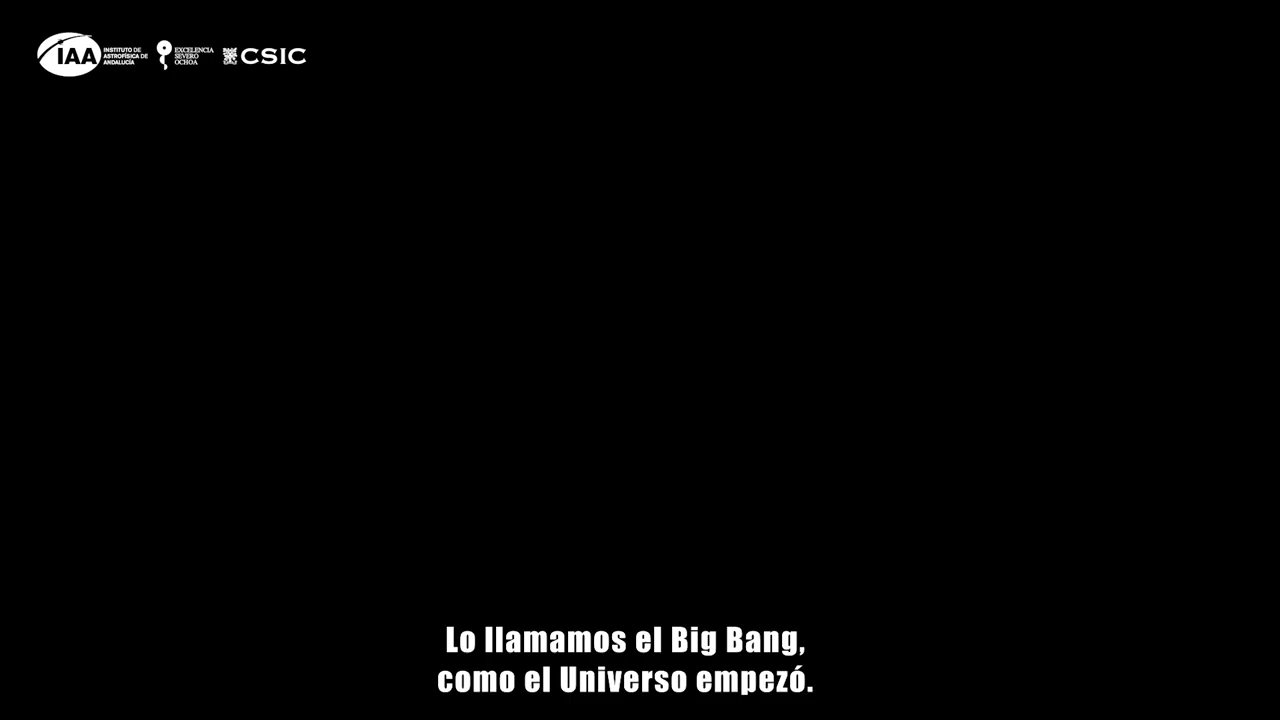 IAA
INSTITUTO DE
ASTROFÍSICA DE
ANDALUCÍA
EXCELENCIA
SEVERO
OCHOA
CSIC
Lo llamamos el Big Bang,
como el Universo empezó.